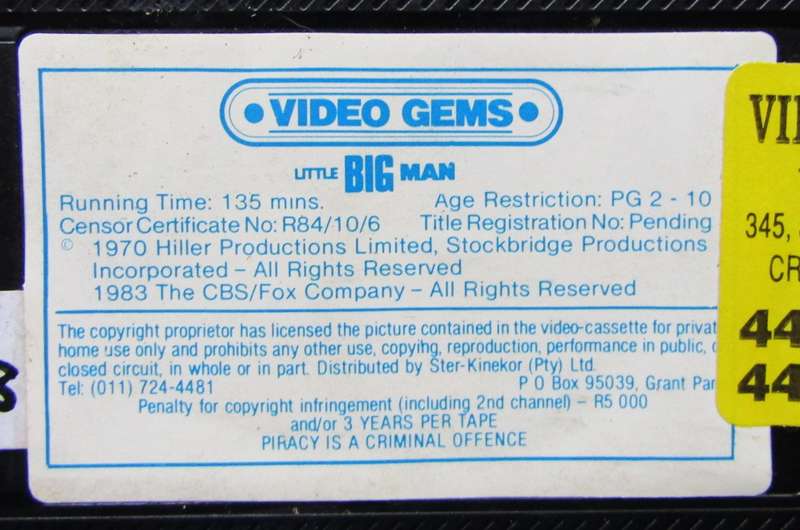 VIDEO GEMS
LITTLE BIG MAN
Running Time: 135 mins. Age Restriction: PG 2 - 10
Censor Certificate No: R84/10/6 Title Registration No: Pending
© 1970 Hiller Productions Limited, Stockbridge Productions
Incorporated – All Rights Reserved
1983 The CBS/Fox Company – All Rights Reserved
The copyright proprietor has licensed the picture contained in the video-cassette for privat
home use only and prohibits any other use, copying, reproduction, performance in public,
closed circuit, in whole or in part. Distributed by Ster-Kinekor (Pty) Ltd.
Tel: (011) 724-4481 P O Box 95039, Grant Par
Penalty for copyright infringement (including 2nd channel) – R5 000
and/or 3 YEARS PER TAPE
PIRACY IS A CRIMINAL OFFENCE
345,
CR
44
44
8